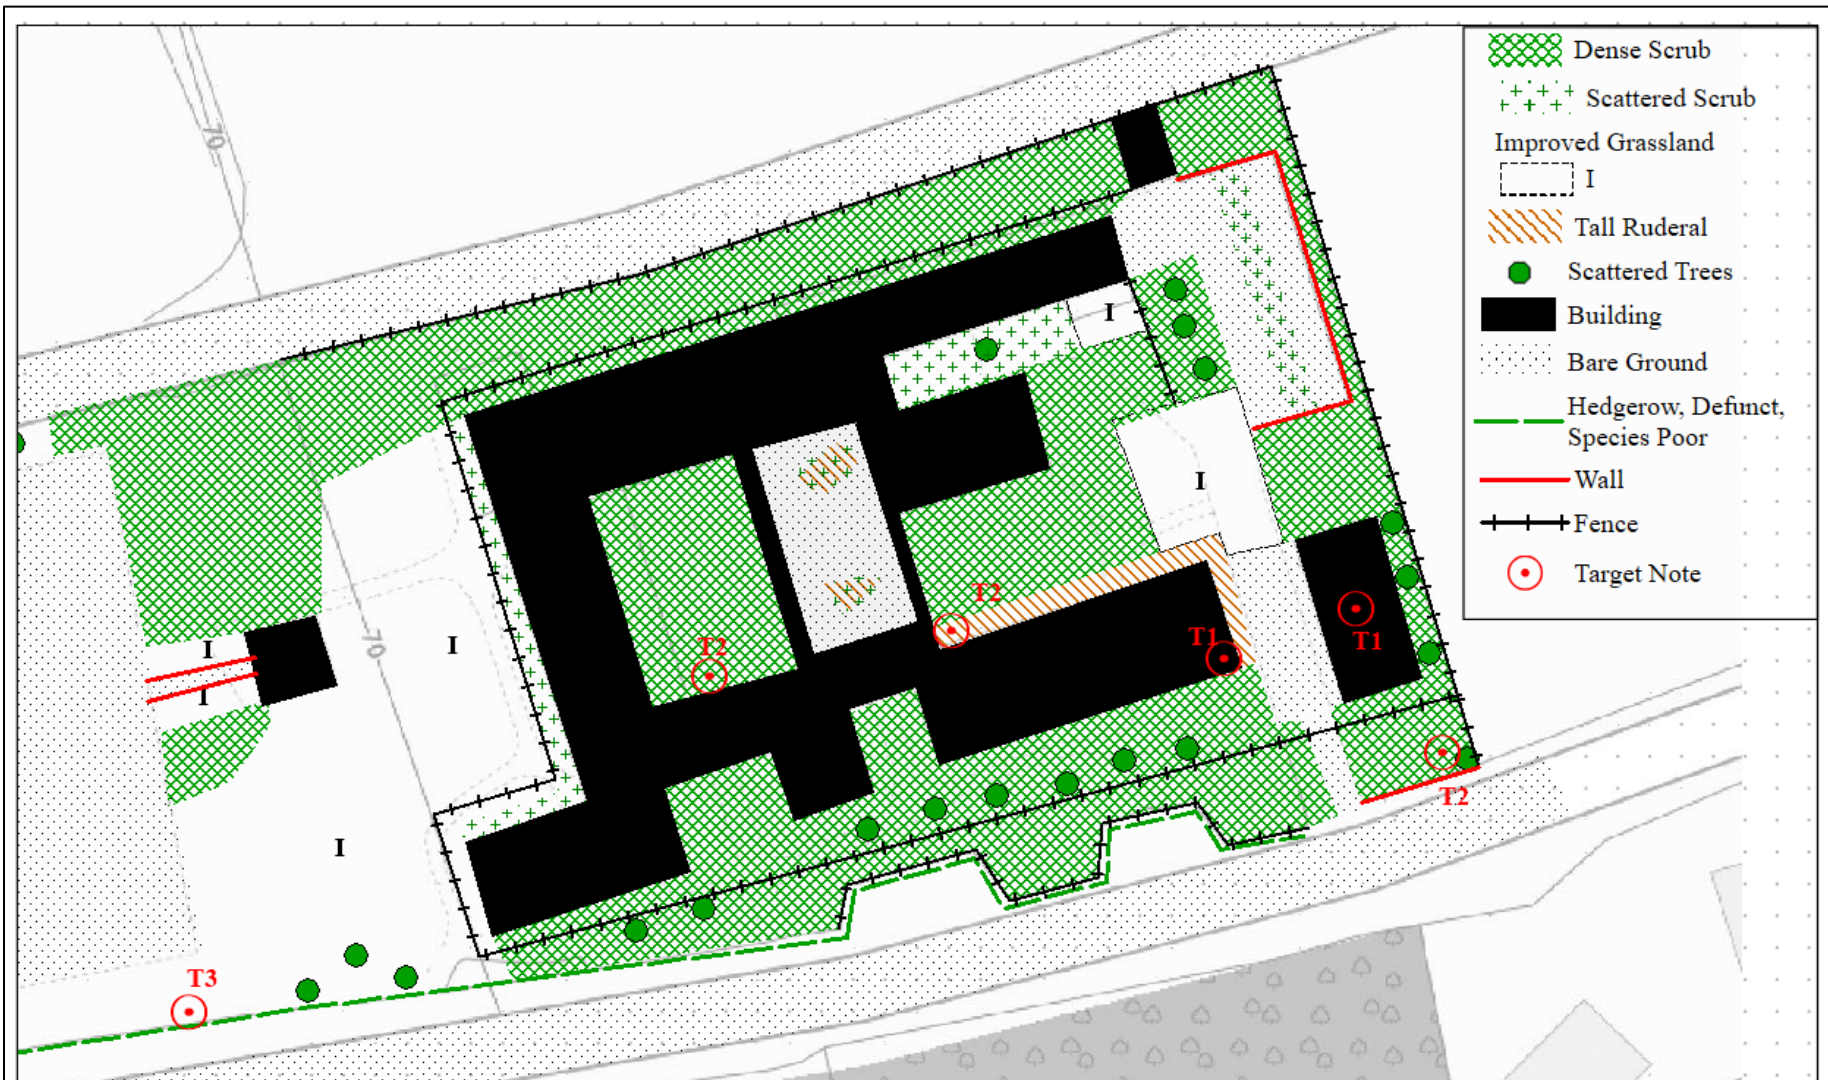 Dense Scrub
Scattered Scrub
Improved Grassland
I
Tall Ruderal
Scattered Trees
Building
Bare Ground
Hedgerow, Defunct,
Species Poor
Wall
Fence
Target Note
70
I
I
T2
T2
T1
T1
I
I
I
70
T2
I
T3